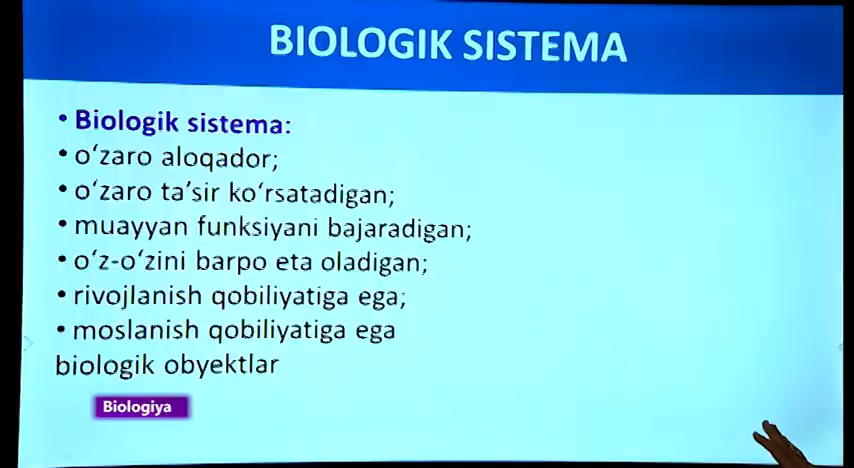 BIOLOGIK SISTEMA
• Biologik sistema:
• oʻzaro aloqador;
• oʻzaro taʼsir koʻrsatadigan;
• muayyan funksiyani bajaradigan;
• oʻz-oʻzini barpo eta oladigan;
• rivojlanish qobiliyatiga ega;
• moslanish qobiliyatiga ega
biologik obyektlar
Biologiya